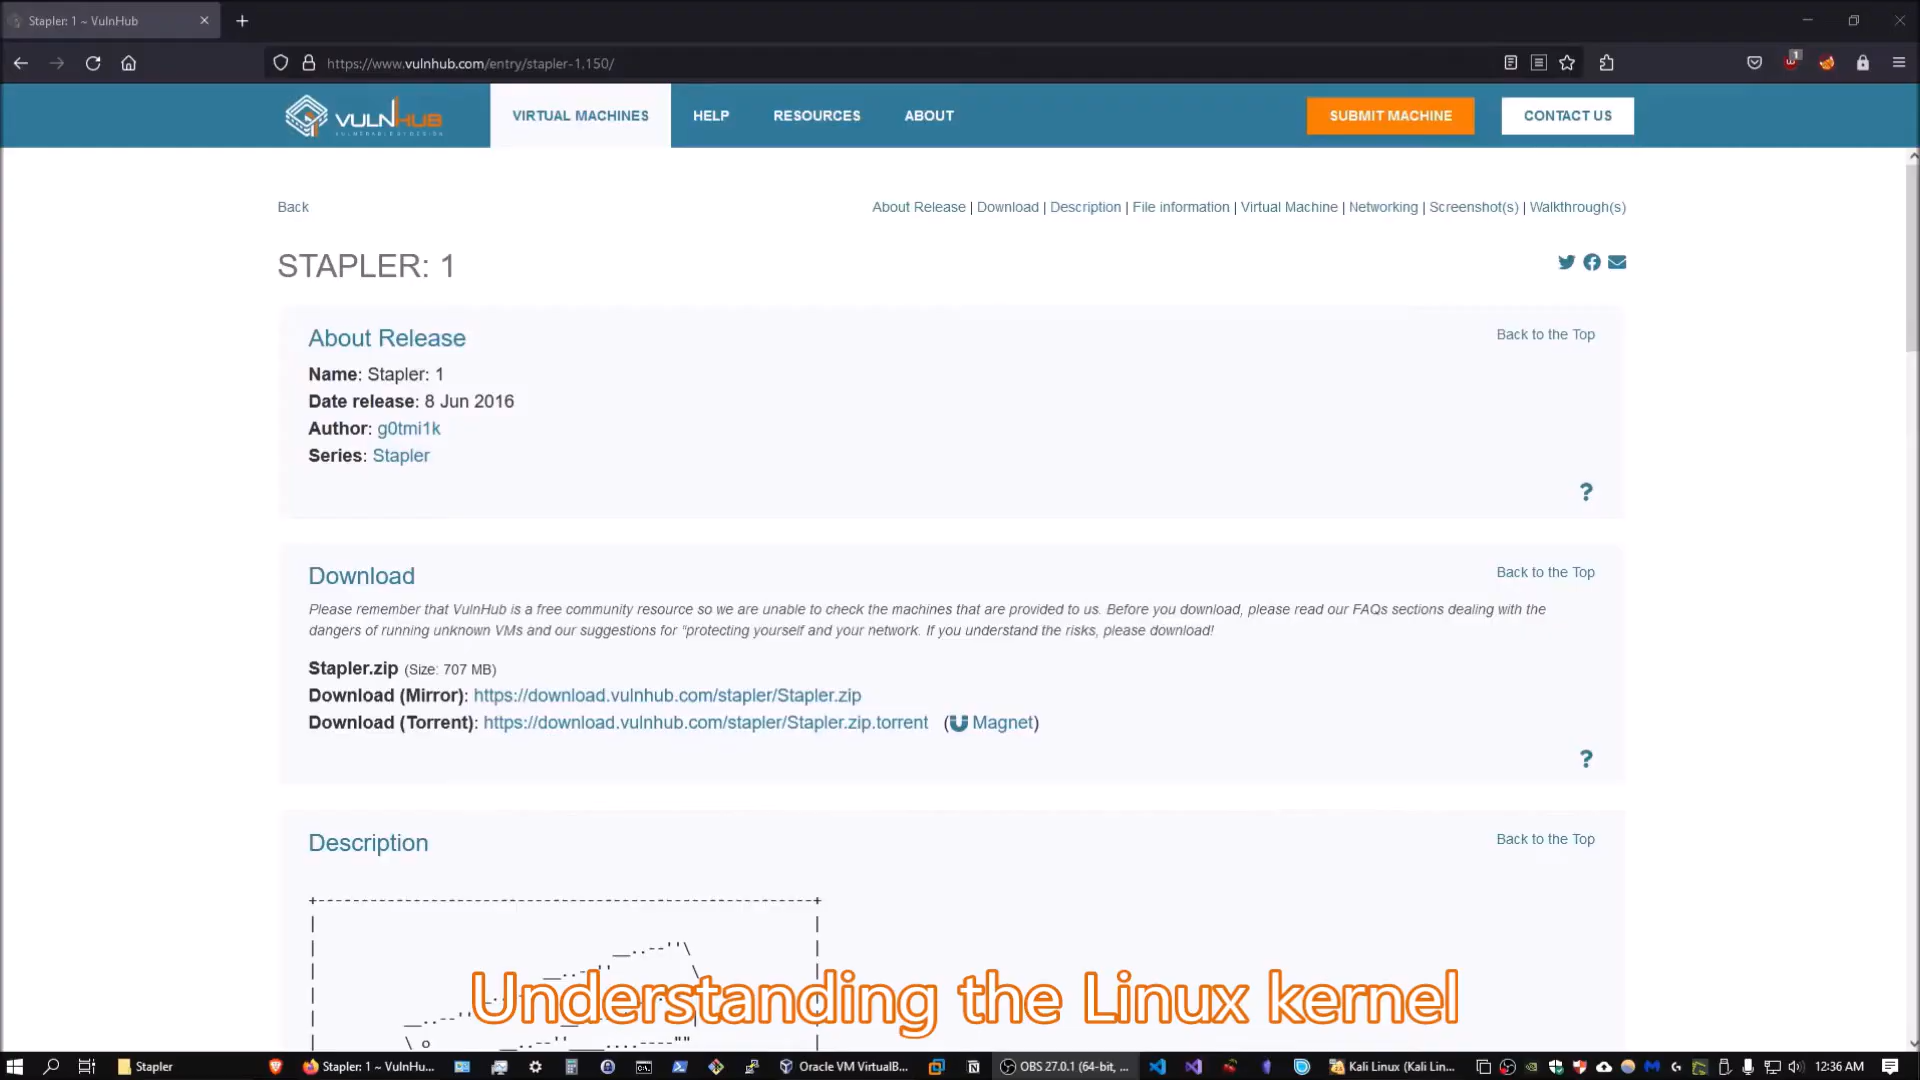 Stapler: 1 ~ VulnHub
https://www.vulnhub.com/entry/stapler-1,150/
1
VULNHUB
VULNERABLE BY DESIGN
VIRTUAL MACHINES
HELP
RESOURCES
ABOUT
SUBMIT MACHINE
CONTACT US
Back
About Release | Download | Description | File information | Virtual Machine | Networking | Screenshot(s) | Walkthrough(s)
STAPLER: 1
About Release
Back to the Top
Name: Stapler: 1
Date release: 8 Jun 2016
Author: g0tmi1k
Series: Stapler
?
Download
Back to the Top
Please remember that VulnHub is a free community resource so we are unable to check the machines that are provided to us. Before you download, please read our FAQs sections dealing with the
dangers of running unknown VMs and our suggestions for “protecting yourself and your network. If you understand the risks, please download!
Stapler.zip (Size: 707 MB)
Download (Mirror): https://download.vulnhub.com/stapler/Stapler.zip
Download (Torrent): https://download.vulnhub.com/stapler/Stapler.zip.torrent (Magnet)
?
Description
Back to the Top
Understanding the Linux kernel
Stapler
Stapler: 1 ~ VulnHu...
Oracle VM VirtualB...
OBS 27.0.1 (64-bit, ...
Kali Linux (Kali Lin...
12:36 AM